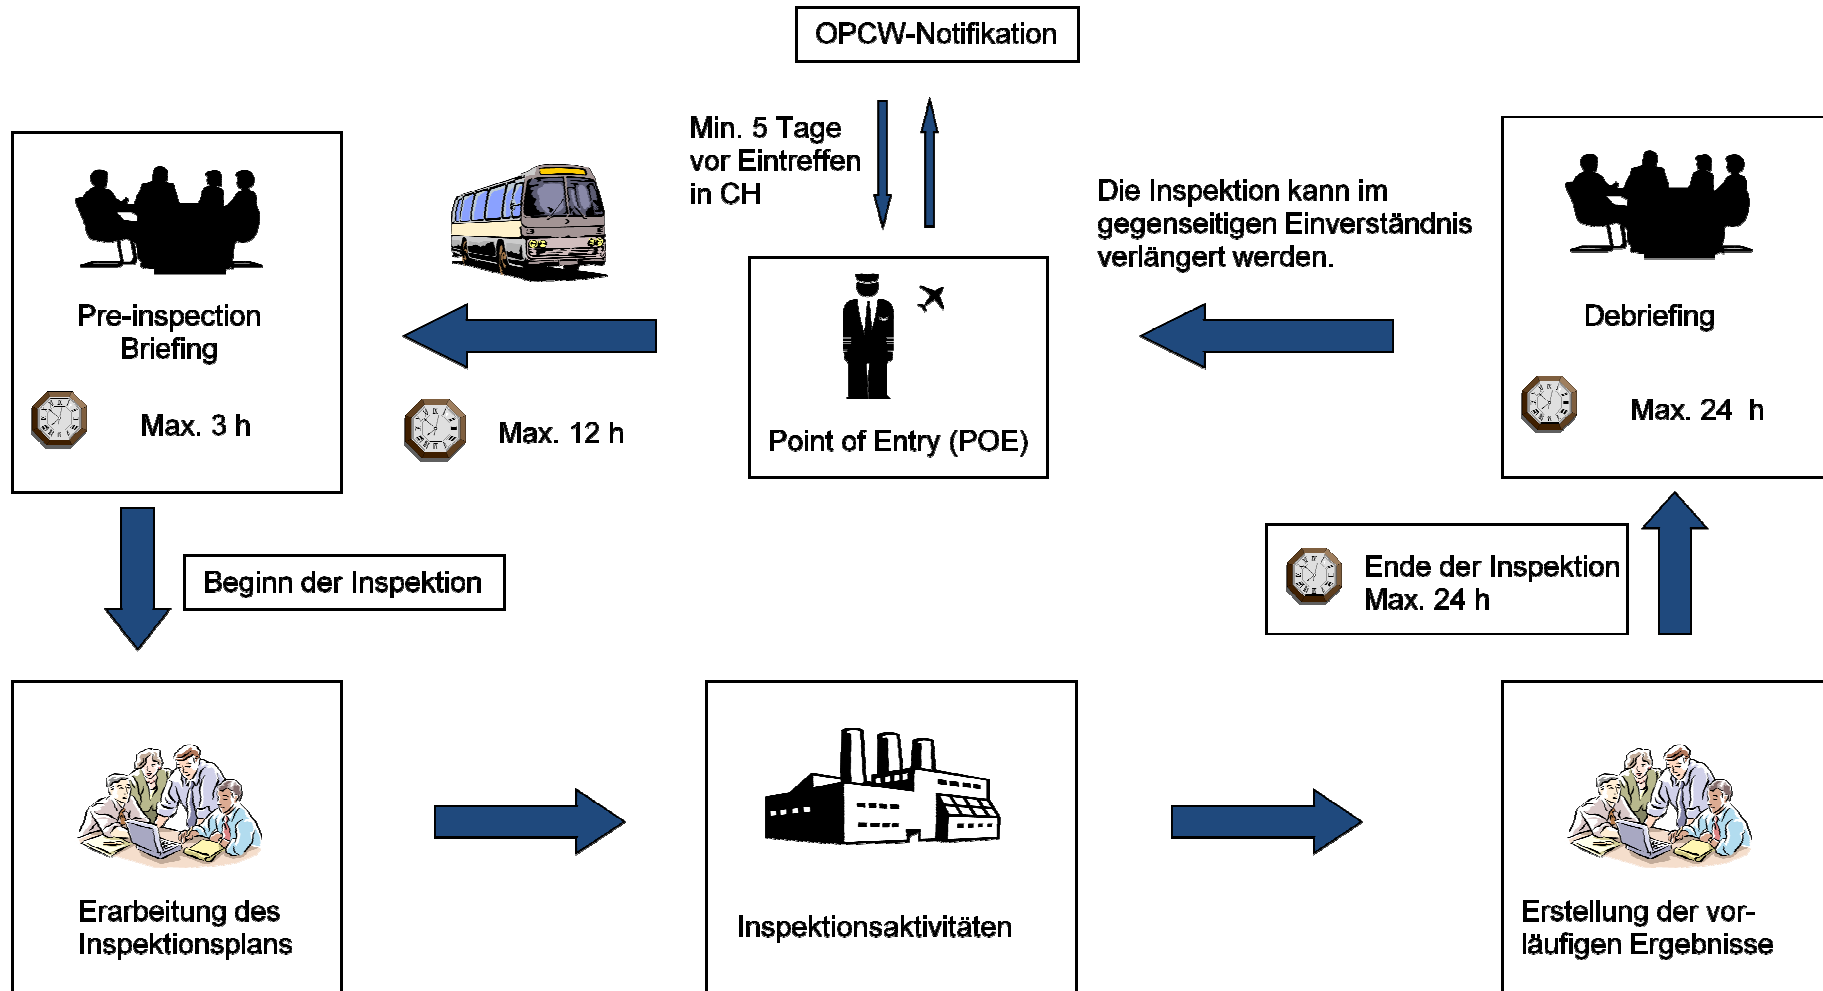 OPCW-Notifikation
Min. 5 Tage
vor Eintreffen
in CH
Die Inspektion kann im
gegenseitigen Einverständnis
verlängert werden.
Pre-inspection
Briefing
Max. 3 h
Max. 12 h
Point of Entry (POE)
Debriefing
Max. 24 h
Beginn der Inspektion
Ende der Inspektion
Max. 24 h
Erarbeitung des
Inspektionsplans
Inspektionsaktivitäten
Erstellung der vor-
läufigen Ergebnisse